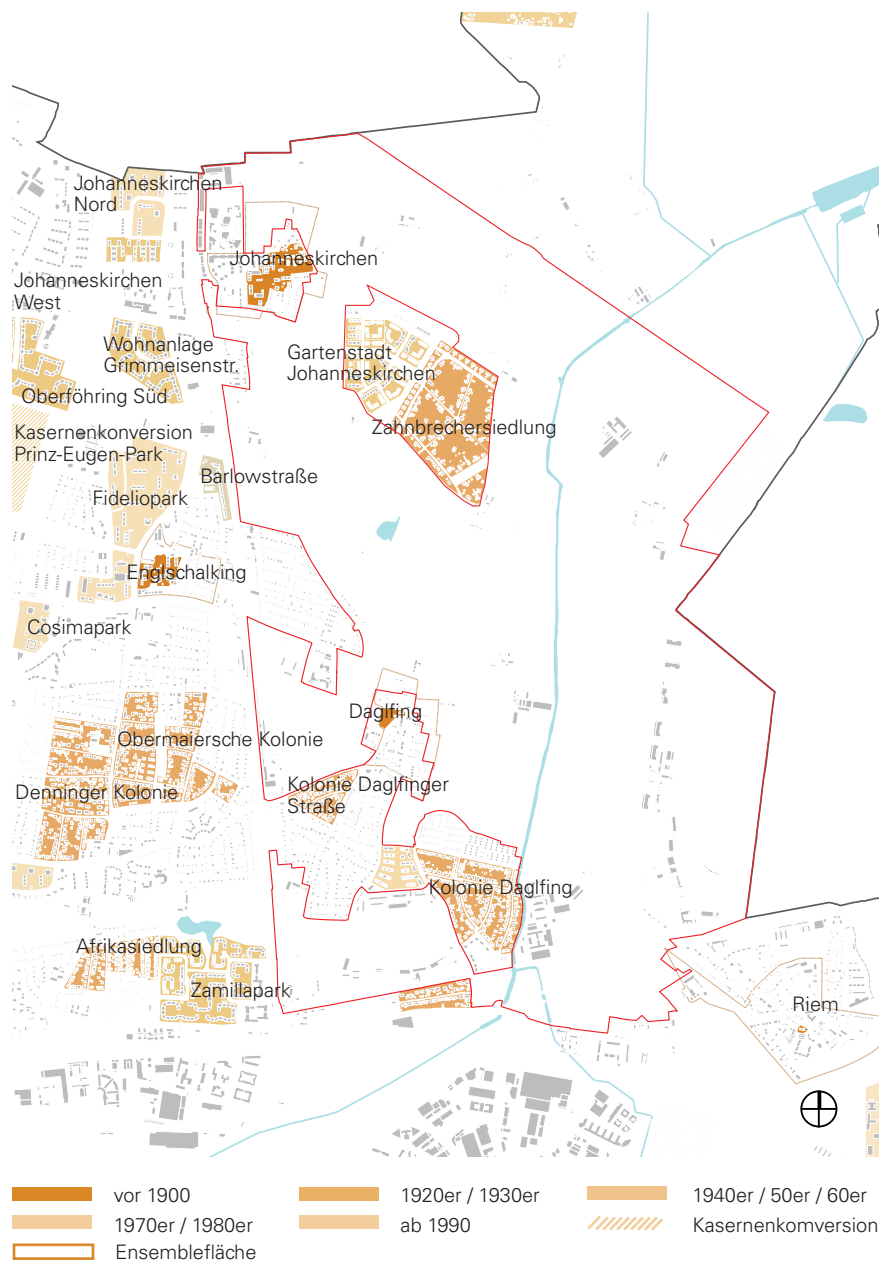 Johanneskirchen
Nord
Johanneskirchen
Johanneskirchen
West
Wohnanlage
Grimmeisenstr.
Gartenstadt
Johanneskirchen
Oberföhring Süd
Zahnbrechersiedlung
Kasernenkonversion
Prinz-Eugen-Park
Barlowstraße
Fideliopark
Englschalking
Cosimapark
Daglfing
Obermaiersche Kolonie
Kolonie Daglfinger
Straße
Denninger Kolonie
Kolonie Daglfing
Afrikasiedlung
Zamillapark
Riem
vor 1900
1920er / 1930er
1940er / 50er / 60er
1970er / 1980er
ab 1990
Kasernenkomversion
Ensemblefläche